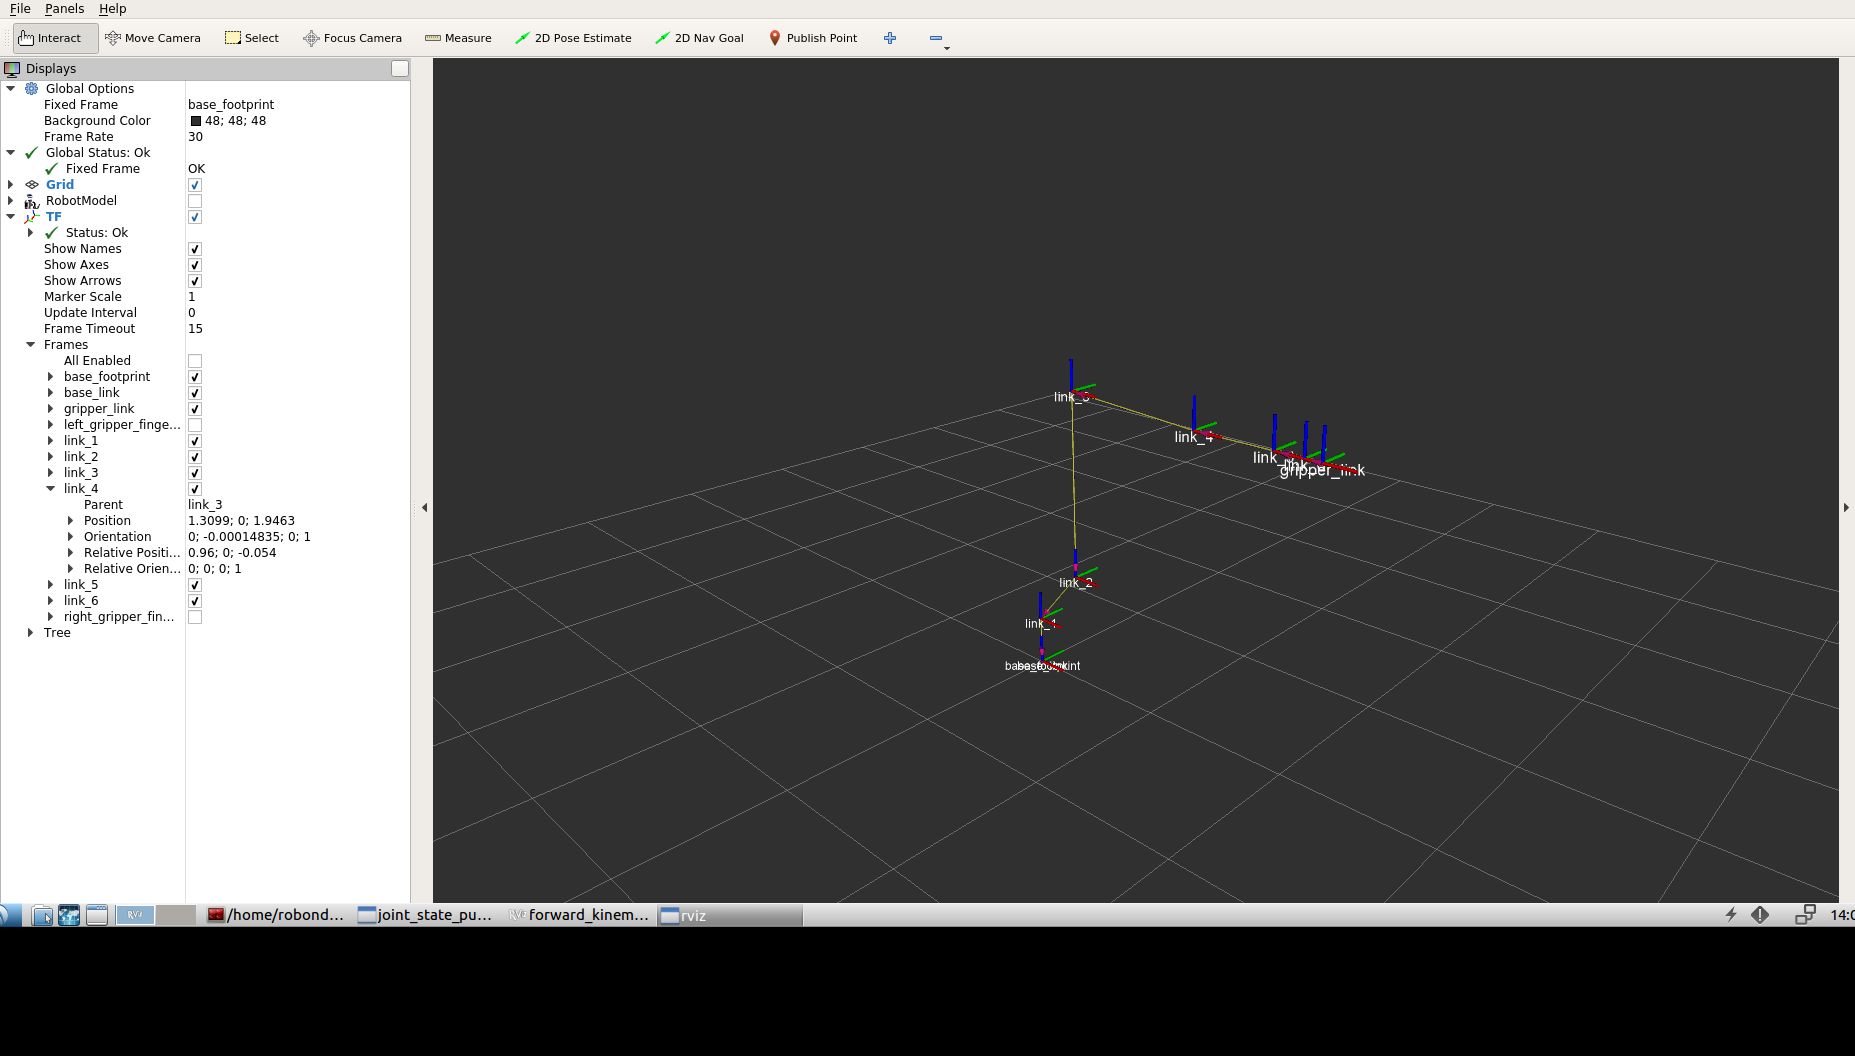 File Panels Help
Interact Move Camera Select Focus Camera Measure 2D Pose Estimate 2D Nav Goal Publish Point
Displays
Global Options
Fixed Frame base_footprint
Background Color 48; 48; 48
Frame Rate 30
Global Status: Ok
Fixed Frame OK
Grid
RobotModel
TF
Status: Ok
Show Names
Show Axes
Show Arrows
Marker Scale 1
Update Interval 0
Frame Timeout 15
Frames
All Enabled
base_footprint
base_link
gripper_link
left_gripper_finge...
link_1
link_2
link_3
link_4
Parent link_3
Position 1.3099; 0; 1.9463
Orientation 0; -0.00014835; 0; 1
Relative Positi... 0.96; 0; -0.054
Relative Orien... 0; 0; 0; 1
link_5
link_6
right_gripper_fin...
Tree
link_3
link_4
gripper_link
link_2
link_1
/home/robond... joint_state_pu... forward_kinem... rviz